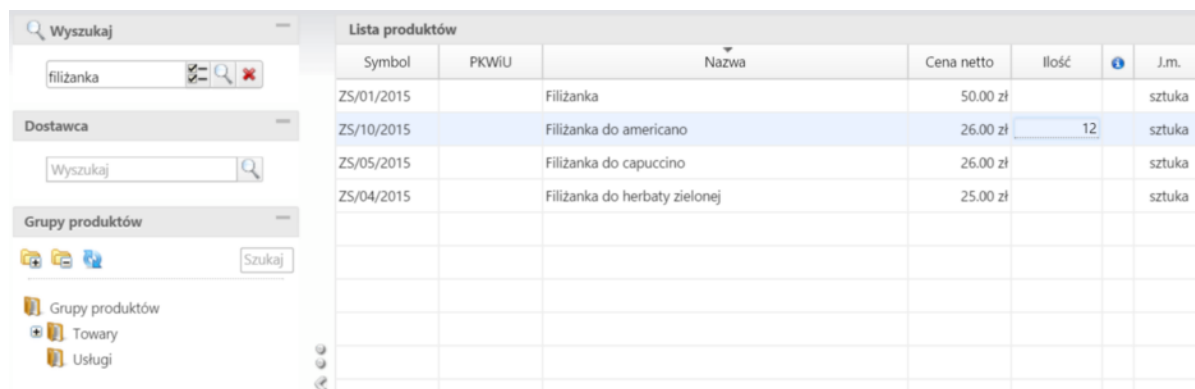 Wyszukaj
filiżanka
Dostawca
Wyszukaj
Grupy produktów
Szukaj
Grupy produktów
Towary
Usługi
Lista produktów
Symbol PKWiU Nazwa Cena netto Ilość J.m.
ZS/01/2015 Filiżanka 50.00 zł sztuka
ZS/10/2015 Filiżanka do americano 26.00 zł 12 sztuka
ZS/05/2015 Filiżanka do capuccino 26.00 zł sztuka
ZS/04/2015 Filiżanka do herbaty zielonej 25.00 zł sztuka